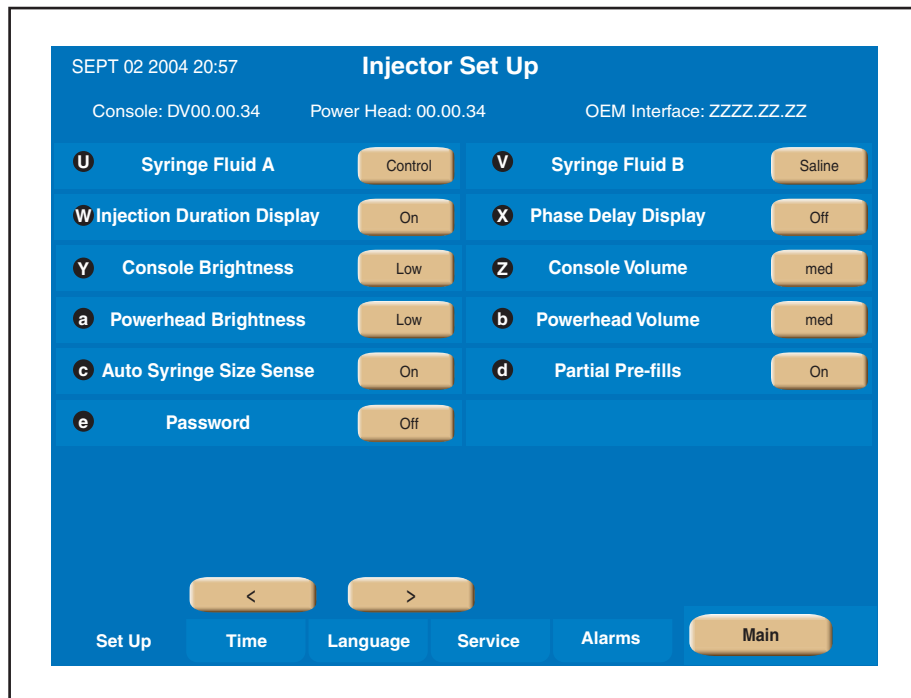 SEPT 02 2004 20:57 Injector Set Up
Console: DV00.00.34 Power Head: 00.00.34 OEM Interface: ZZZZ.ZZ.ZZ
U Syringe Fluid A Control V Syringe Fluid B Saline
W Injection Duration Display On X Phase Delay Display Off
Y Console Brightness Low Z Console Volume med
a Powerhead Brightness Low b Powerhead Volume med
c Auto Syringe Size Sense On d Partial Pre-fills On
e Password Off
< >
Set Up Time Language Service Alarms Main